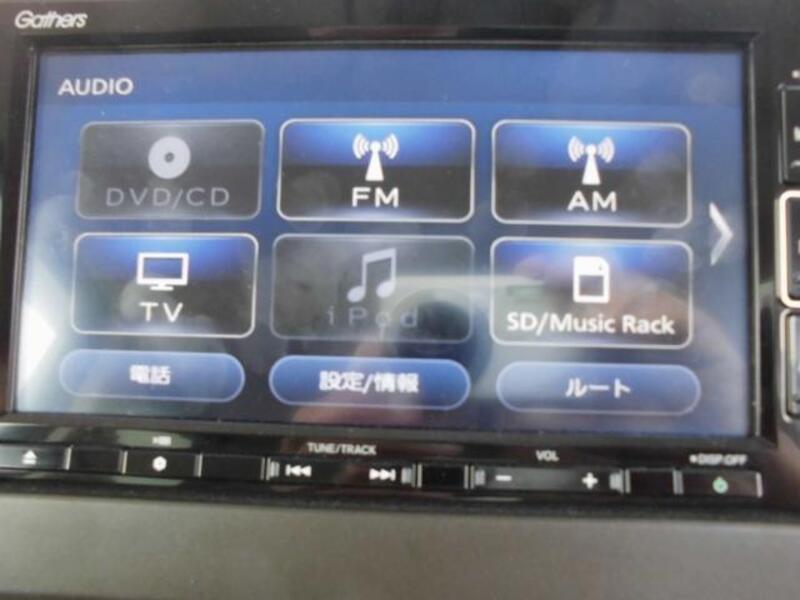 Gathers
AUDIO
DVD/CD
FM
AM
TV
iPod
SD/Music Rack
電話
設定/情報
ルート
TUNE/TRACK
VOL
DISP.OFF